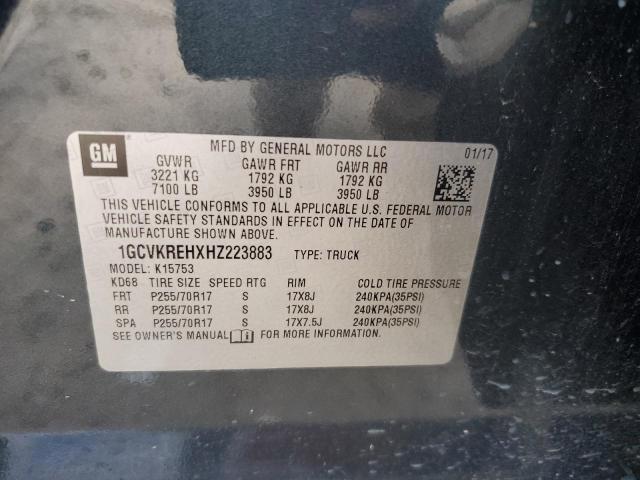 GM
MFD BY GENERAL MOTORS LLC 01/17
GVWR GAWR FRT GAWR RR
3221 KG 1792 KG 1792 KG
7100 LB 3950 LB 3950 LB
THIS VEHICLE CONFORMS TO ALL APPLICABLE U.S. FEDERAL MOTOR
VEHICLE SAFETY STANDARDS IN EFFECT ON THE DATE OF
MANUFACTURE SHOWN ABOVE.
1GCVKREHXHZ223883 TYPE: TRUCK
MODEL: K15753
KD68 TIRE SIZE SPEED RTG RIM COLD TIRE PRESSURE
FRT P255/70R17 S 17X8J 240KPA(35PSI)
RR P255/70R17 S 17X8J 240KPA(35PSI)
SPA P255/70R17 S 17X7.5J 240KPA(35PSI)
SEE OWNER'S MANUAL FOR MORE INFORMATION.